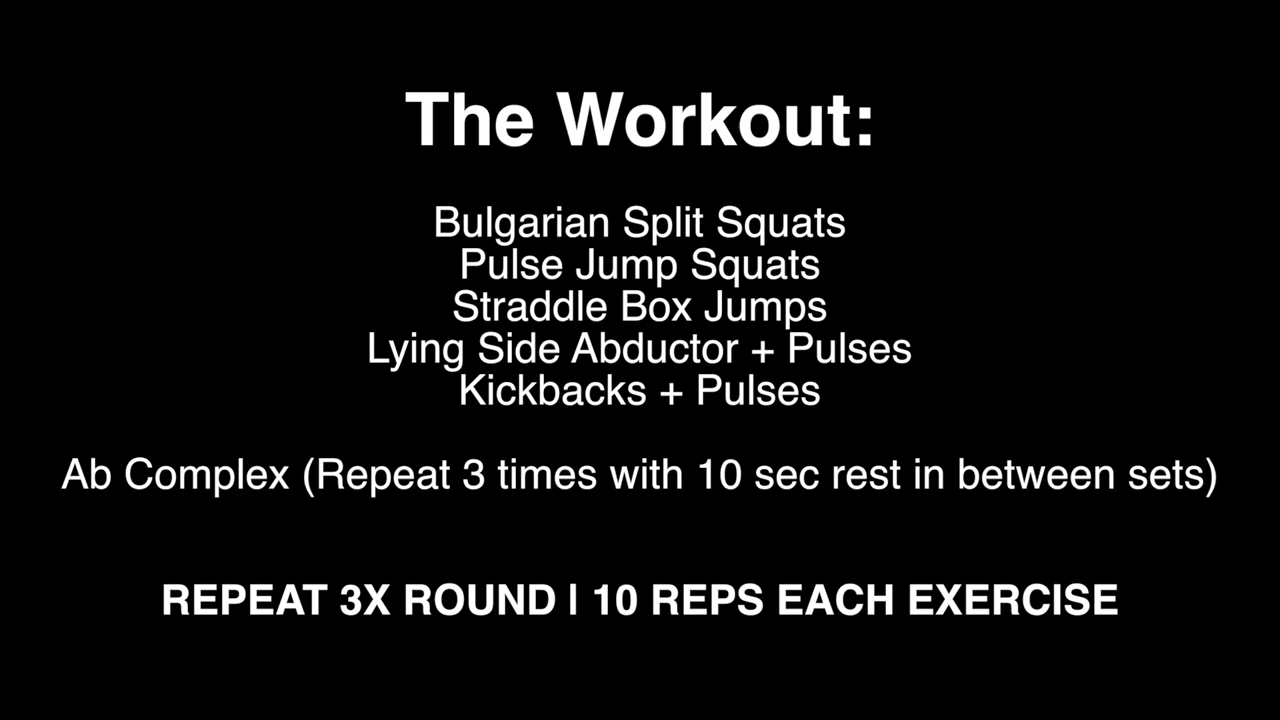 The Workout:
Bulgarian Split Squats
Pulse Jump Squats
Straddle Box Jumps
Lying Side Abductor + Pulses
Kickbacks + Pulses
Ab Complex (Repeat 3 times with 10 sec rest in between sets)
REPEAT 3X ROUND | 10 REPS EACH EXERCISE